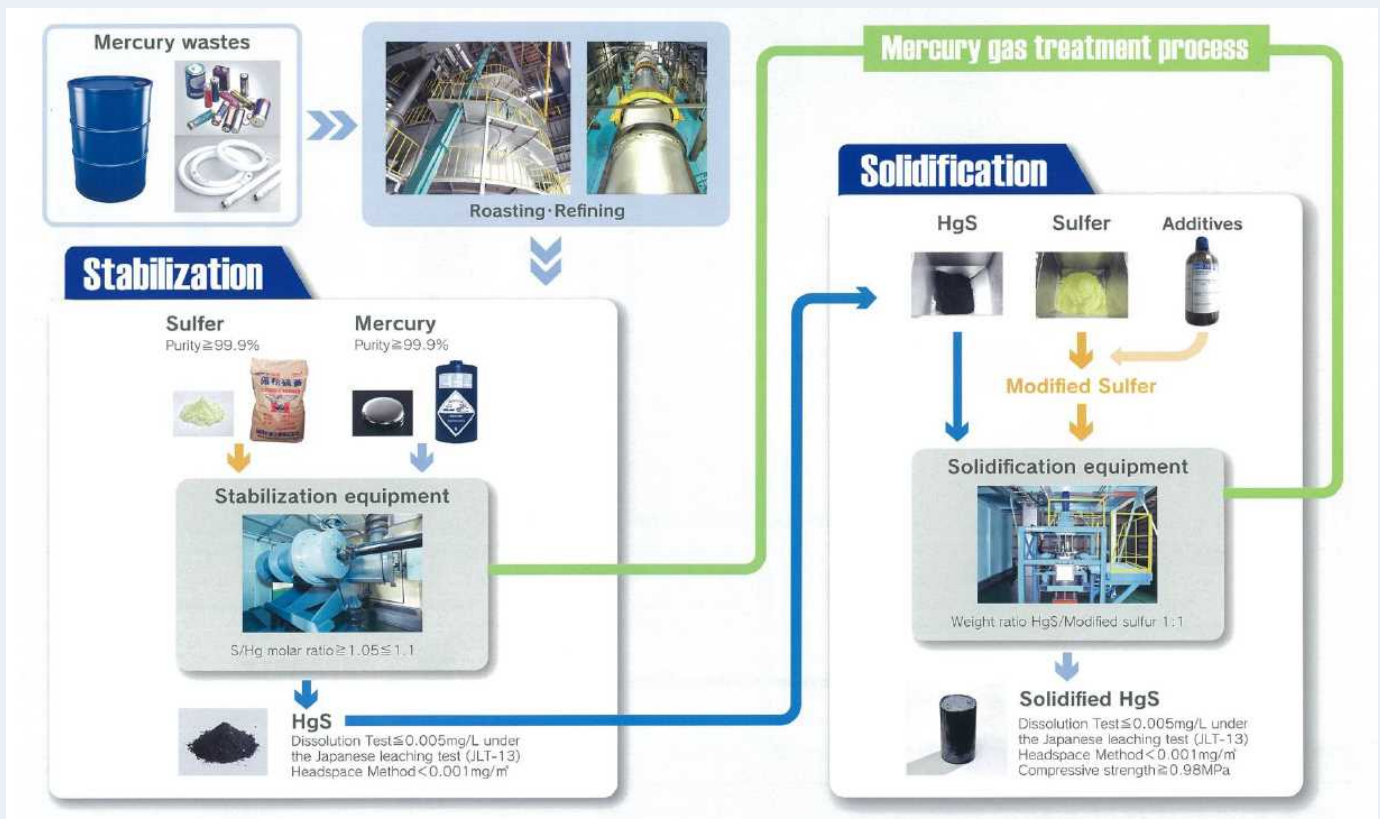 Mercury wastes
Roasting・Refining
Mercury gas treatment process
Stabilization
Sulfer
Purity≧99.9%
Mercury
Purity≧99.9%
Stabilization equipment
S/Hg molar ratio≧1.05≦1.1
HgS
Dissolution Test≦0.005mg/L under
the Japanese leaching test (JLT-13)
Headspace Method<0.001mg/㎥
Solidification
HgS
Sulfer
Additives
Modified Sulfer
Solidification equipment
Weight ratio HgS/Modified sulfur 1:1
Solidified HgS
Dissolution Test≦0.005mg/L under
the Japanese leaching test (JLT-13)
Headspace Method<0.001mg/㎥
Compressive strength≧0.98MPa